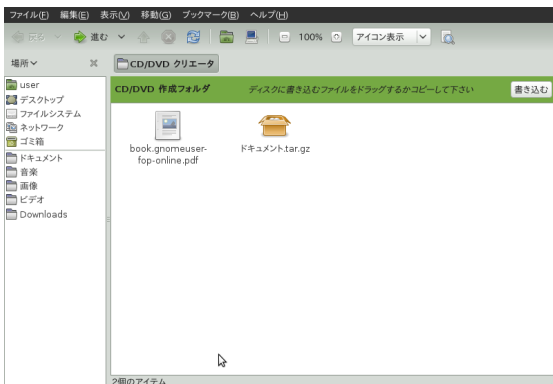 ファイル(F) 編集(E) 表示(V) 移動(G) ブックマーク(B) ヘルプ(H)
戻る 進む 100% アイコン表示
場所 CD/DVD クリエータ
user
デスクトップ
ファイルシステム
ネットワーク
ゴミ箱
ドキュメント
音楽
画像
ビデオ
Downloads
CD/DVD 作成フォルダ ディスクに書き込むファイルをドラッグするかコピーして下さい 書き込む
book.gnomeuser-
fop-online.pdf
ドキュメント.tar.gz
2個のアイテム